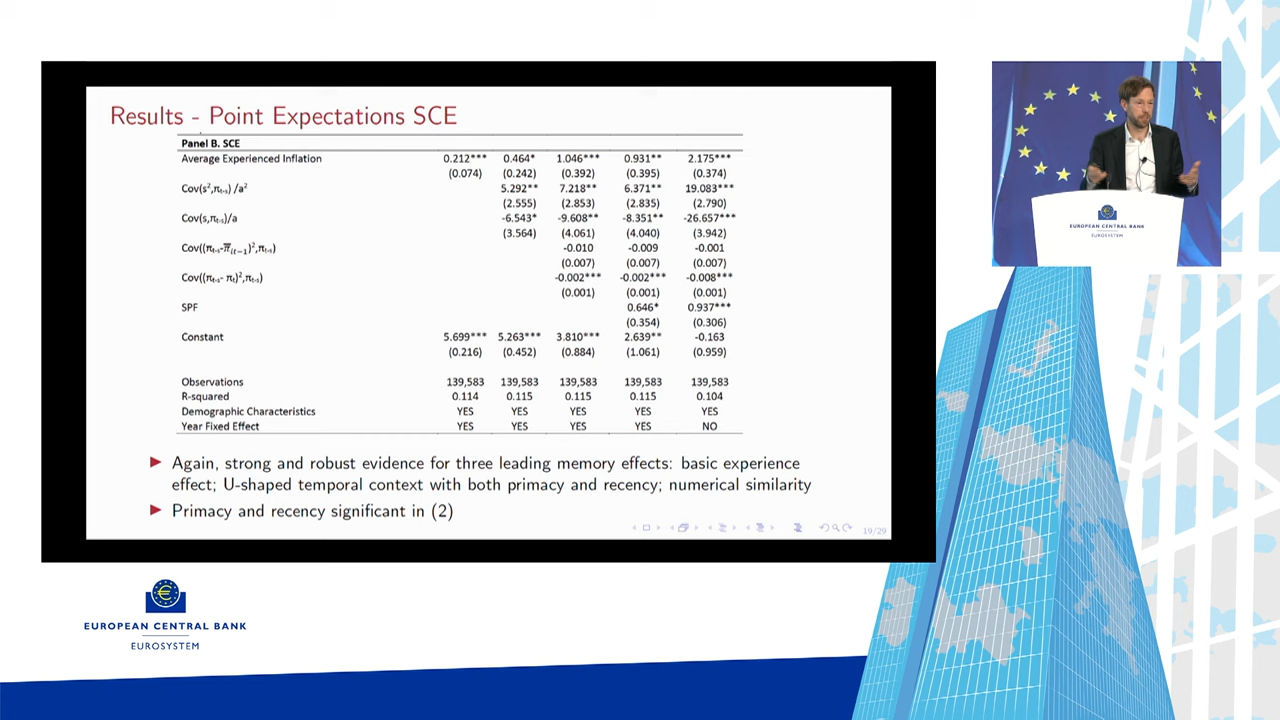 Results - Point Expectations SCE
Panel B. SCE
Average Experienced Inflation 0.212*** 0.464* 1.046*** 0.931** 2.175***
(0.074) (0.242) (0.392) (0.395) (0.374)
Cov(s²,πₜ₋ₛ)/a² 5.292** 7.218** 6.371** 19.083***
(2.555) (2.853) (2.835) (2.790)
Cov(s,πₜ₋ₛ)/a -6.543* -9.608** -8.351** -26.657***
(3.564) (4.061) (4.040) (3.942)
Cov((πₜ₋ₛ-π̅ᵢ₍ₜ₋₁₎)²,πₜ₋ₛ) -0.010 -0.009 -0.001
(0.007) (0.007) (0.007)
Cov((πₜ₋ₛ- πₜ)²,πₜ₋ₛ) -0.002*** -0.002*** -0.008***
(0.001) (0.001) (0.001)
SPF 0.646* 0.937***
(0.354) (0.306)
Constant 5.699*** 5.263*** 3.810*** 2.639** -0.163
(0.216) (0.452) (0.884) (1.061) (0.959)
Observations 139,583 139,583 139,583 139,583 139,583
R-squared 0.114 0.115 0.115 0.115 0.104
Demographic Characteristics YES YES YES YES YES
Year Fixed Effect YES YES YES YES NO
Again, strong and robust evidence for three leading memory effects: basic experience
effect; U-shaped temporal context with both primacy and recency; numerical similarity
Primacy and recency significant in (2)
19/29
EUROPEAN CENTRAL BANK
EUROSYSTEM
EUROPEAN CENTRAL BANK
EUROSYSTEM